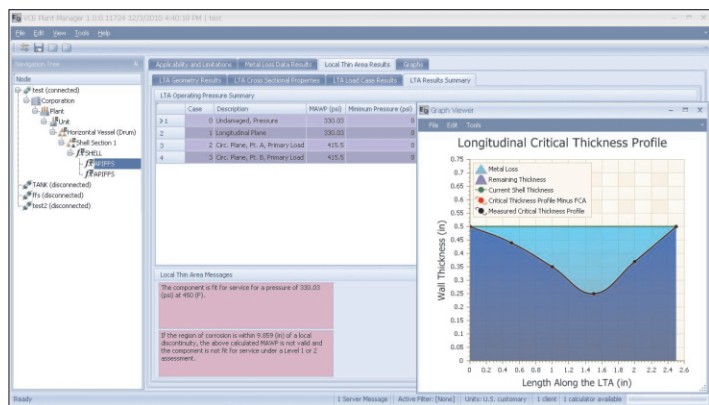 VCE Plant Manager 1.0.0.11724 12/3/2010 4:40:18 PM | test
File Edit View Tools Help
Navigation Tree
Node
test (connected)
Corporation
Plant
Unit
Horizontal Vessel (Drum)
Shell Section 1
SHELL
APIFFS
APIFFS
TANK (disconnected)
ffs (disconnected)
test2 (disconnected)
Applicability and Limitations Metal Loss Data Results Local Thin Area Results Graphs
LTA Geometry Results LTA Cross Sectional Properties LTA Load Case Results LTA Results Summary
LTA Operating Pressure Summary
Case Description MAWP (psi) Minimum Pressure (psi)
1 0 Undamaged, Pressure 330.03 0
2 1 Longitudinal Plane 330.03 0
3 2 Circ. Plane, Pt. A, Primary Load 415.5 0
4 3 Circ. Plane, Pt. B, Primary Load 415.5 0
Local Thin Area Messages
The component is fit for service for a pressure of 330.03
(psi) at 450 (F).
If the region of corrosion is within 9.859 (in) of a local
discontinuity, the above calculated MAWP is not valid and
the component is not fit for service under a Level 1 or 2
assessment.
Graph Viewer
File Edit Tools
Longitudinal Critical Thickness Profile
Metal Loss
Remaining Thickness
Current Shell Thickness
Critical Thickness Profile Minus FCA
Measured Critical Thickness Profile
Wall Thickness (in)
0.75
0.7
0.65
0.6
0.55
0.5
0.45
0.4
0.35
0.3
0.25
0.2
0.15
0.1
0.05
0
0 0.2 0.4 0.6 0.8 1 1.2 1.4 1.6 1.8 2 2.2 2.4 2.6
Length Along the LTA (in)
Ready 1 Server Message Active Filter: [None] Units: U.S. customary 1 client 1 calculator available